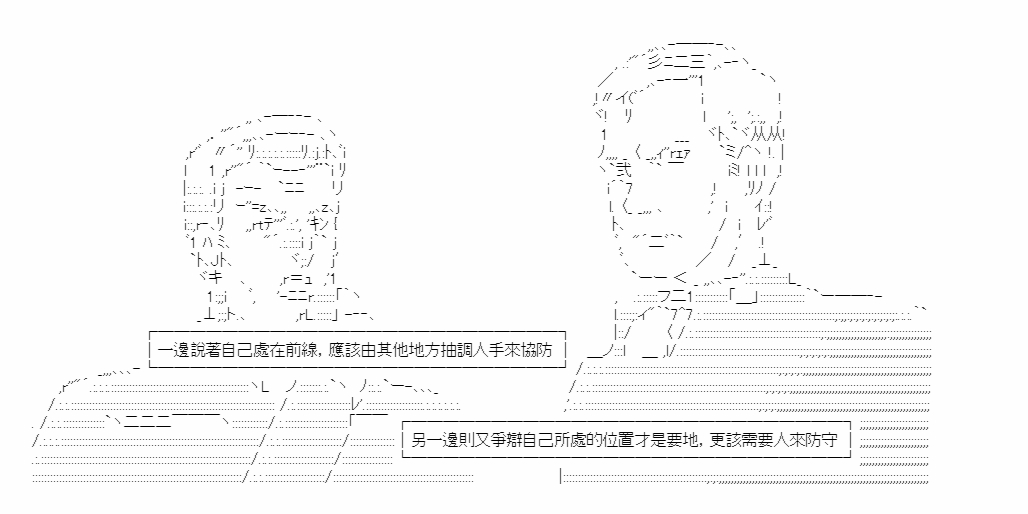 一邊說著自己處在前線，應該由其他地方抽調人手來協防
另一邊則又爭辯自己所處的位置才是要地，更該需要人來防守